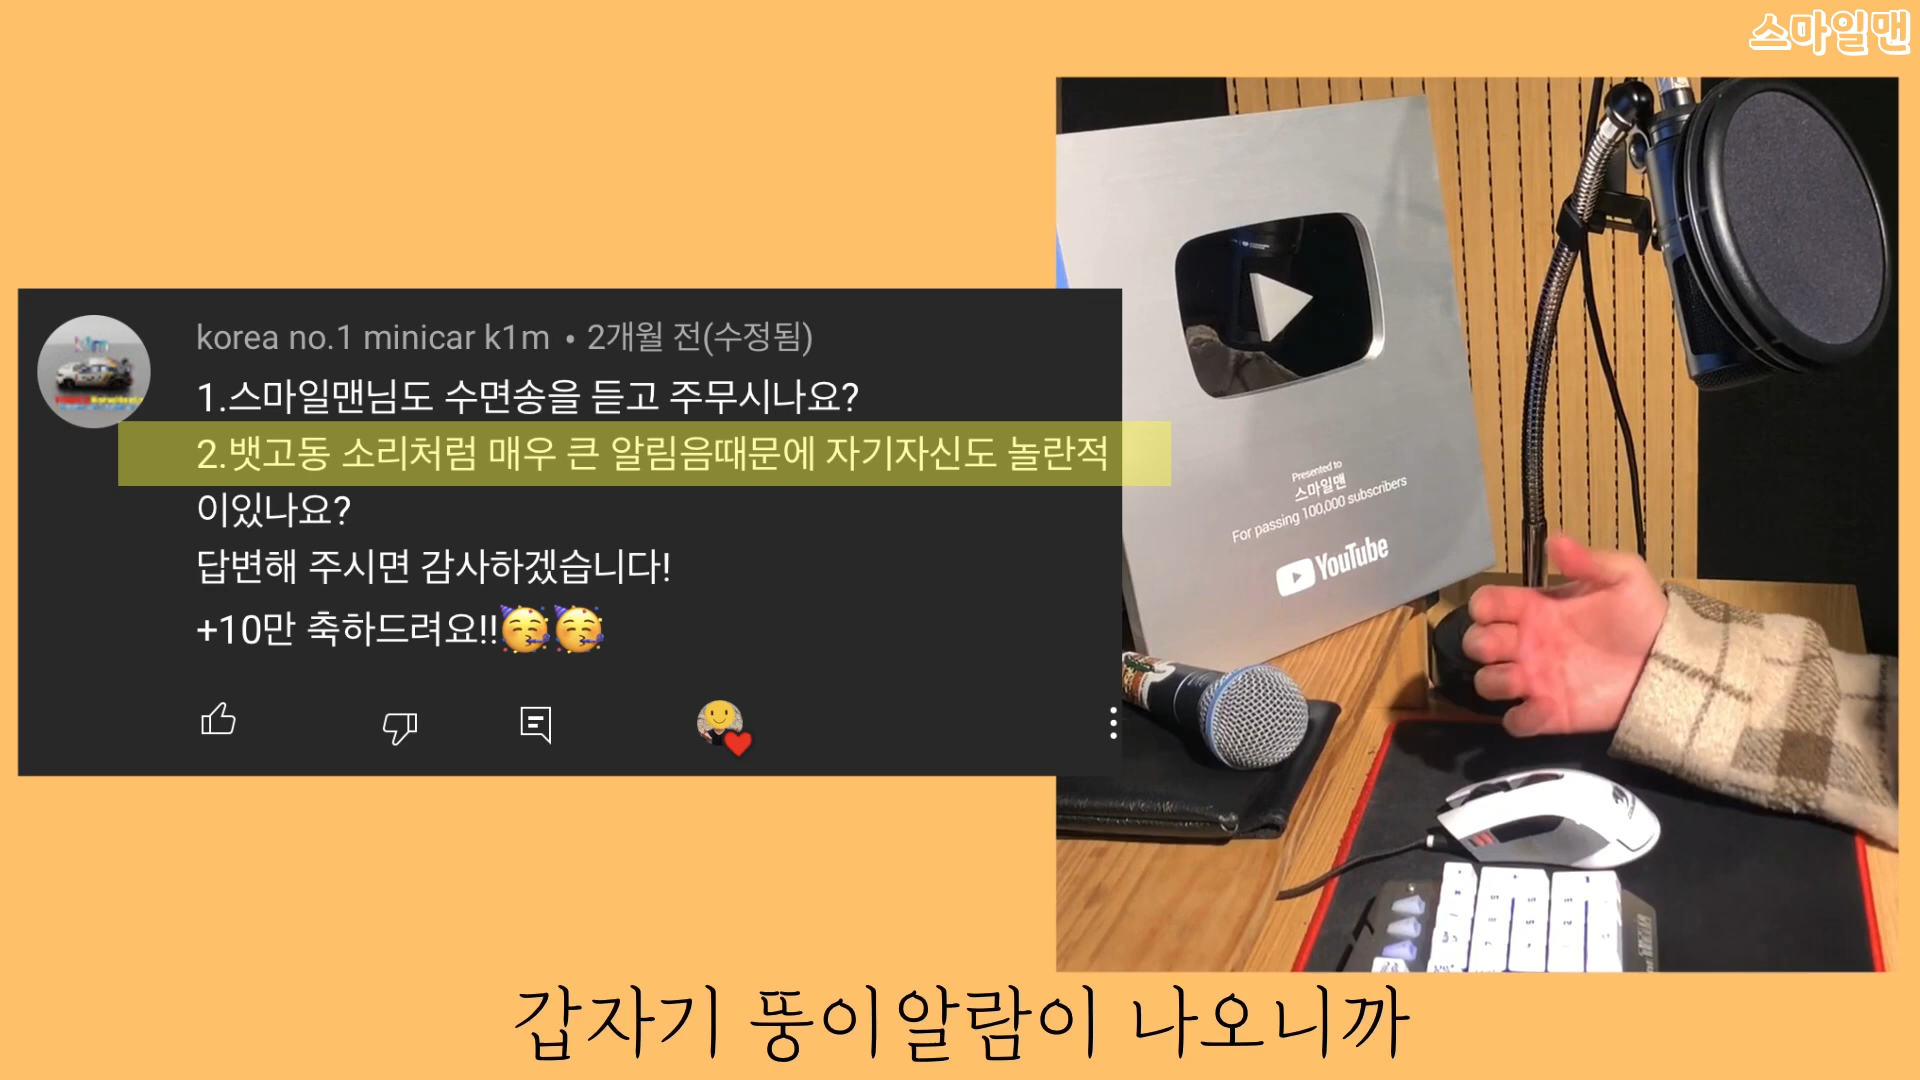 스마일맨
korea no.1 minicar k1m • 2개월 전(수정됨)
1.스마일맨님도 수면송을 듣고 주무시나요?
2.뱃고동 소리처럼 매우 큰 알림음때문에 자기자신도 놀란적
이있나요?
답변해 주시면 감사하겠습니다!
+10만 축하드려요!!🥳🥳
Presented to
스마일맨
For passing 100,000 subscribers
YouTube
갑자기 뚱이알람이 나오니까